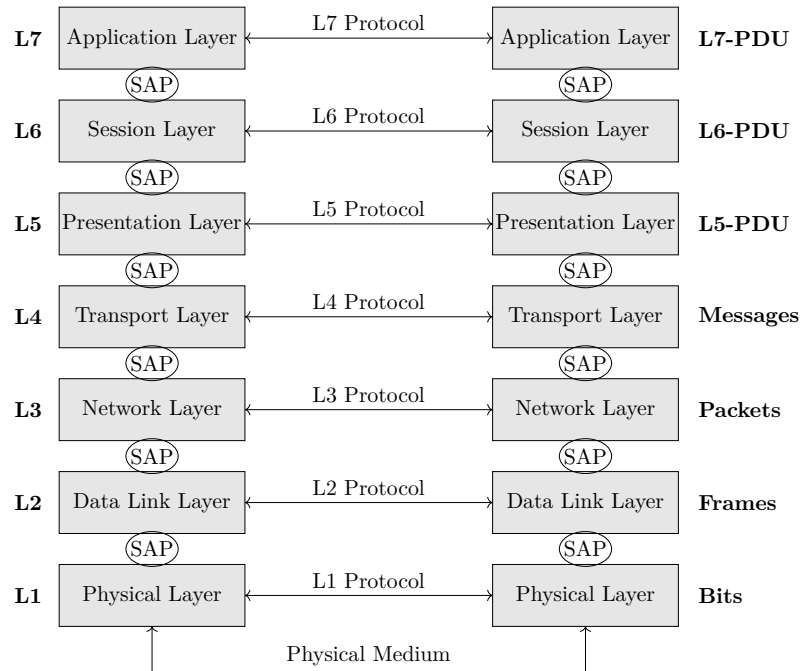 L7 Application Layer L7 Protocol Application Layer L7-PDU
SAP SAP
L6 Session Layer L6 Protocol Session Layer L6-PDU
SAP SAP
L5 Presentation Layer L5 Protocol Presentation Layer L5-PDU
SAP SAP
L4 Transport Layer L4 Protocol Transport Layer Messages
SAP SAP
L3 Network Layer L3 Protocol Network Layer Packets
SAP SAP
L2 Data Link Layer L2 Protocol Data Link Layer Frames
SAP SAP
L1 Physical Layer L1 Protocol Physical Layer Bits
Physical Medium